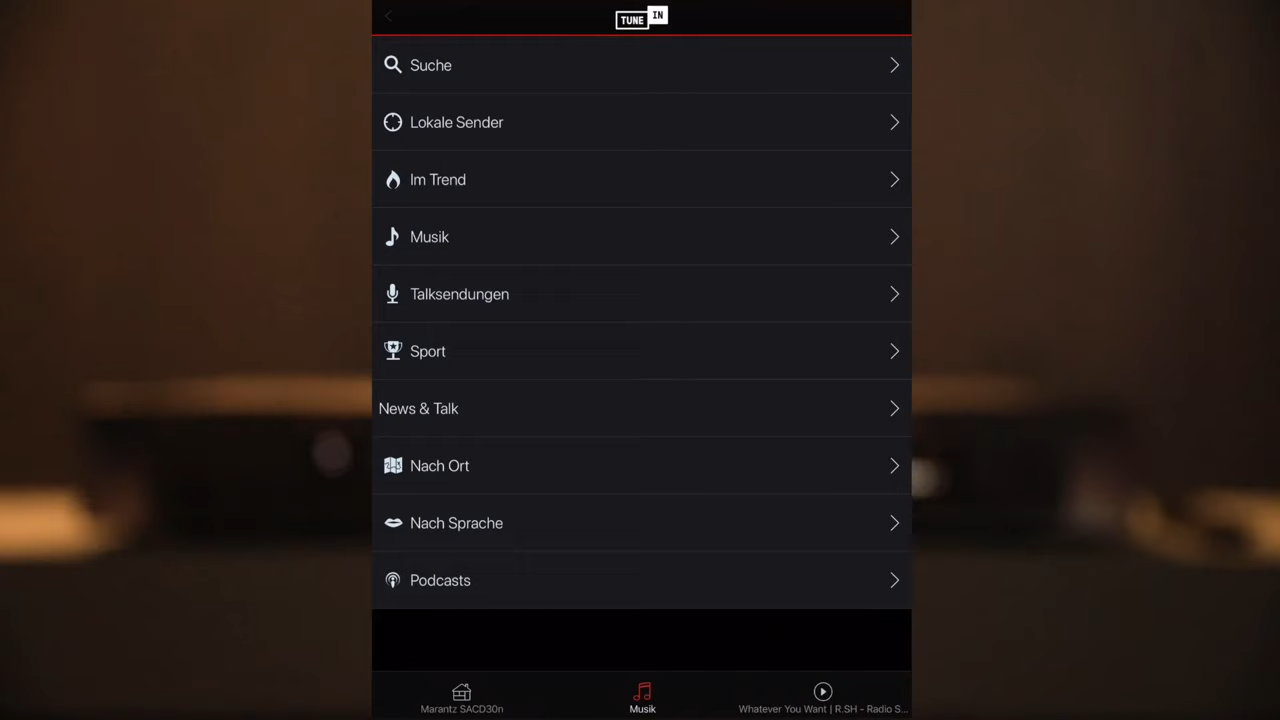 TUNE IN
Suche
Lokale Sender
Im Trend
Musik
Talksendungen
Sport
News & Talk
Nach Ort
Nach Sprache
Podcasts
Marantz SACD30n
Musik
Whatever You Want | R.SH - Radio S...